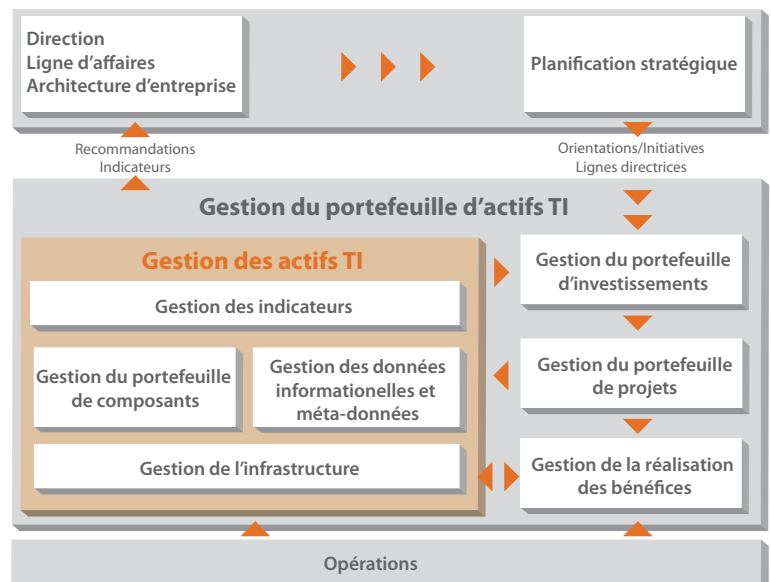 Direction
Ligne d'affaires
Architecture d'entreprise
Planification stratégique
Recommandations
Indicateurs
Orientations/Initiatives
Lignes directrices
Gestion du portefeuille d'actifs TI
Gestion des actifs TI
Gestion des indicateurs
Gestion du portefeuille
de composants
Gestion des données
informationelles et
méta-données
Gestion de l'infrastructure
Gestion du portefeuille
d'investissements
Gestion du portefeuille
de projets
Gestion de la réalisation
des bénéfices
Opérations